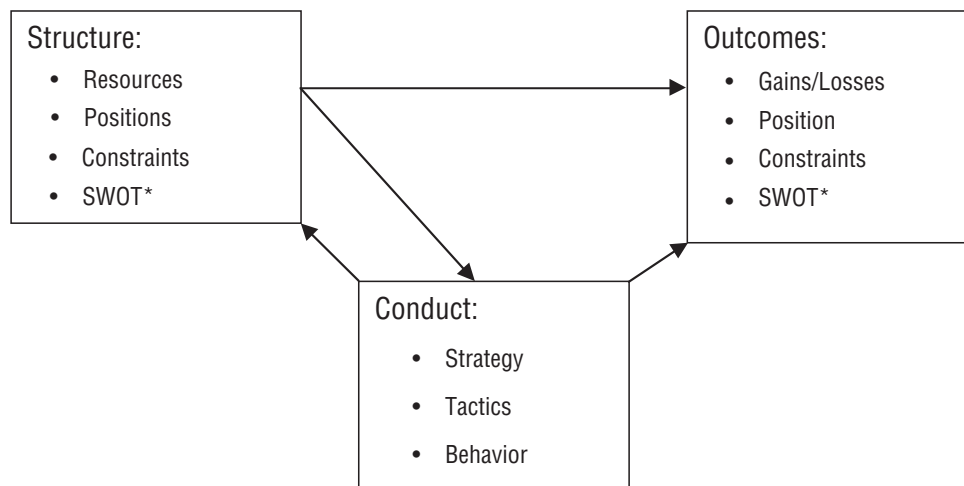 Structure:
• Resources
• Positions
• Constraints
• SWOT*
Outcomes:
• Gains/Losses
• Position
• Constraints
• SWOT*
Conduct:
• Strategy
• Tactics
• Behavior